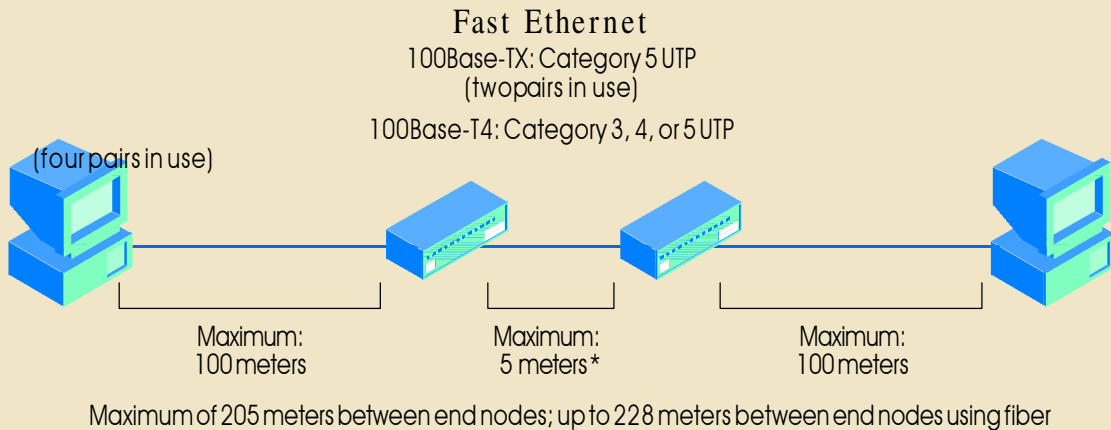 Fast Ethernet
100Base-TX: Category 5 UTP
(twopairs in use)
100Base-T4: Category 3, 4, or 5 UTP
(four pairs in use)
Maximum:
100 meters
Maximum:
5 meters*
Maximum:
100 meters
Maximum of 205 meters between end nodes; up to 228 meters between end nodes using fiber